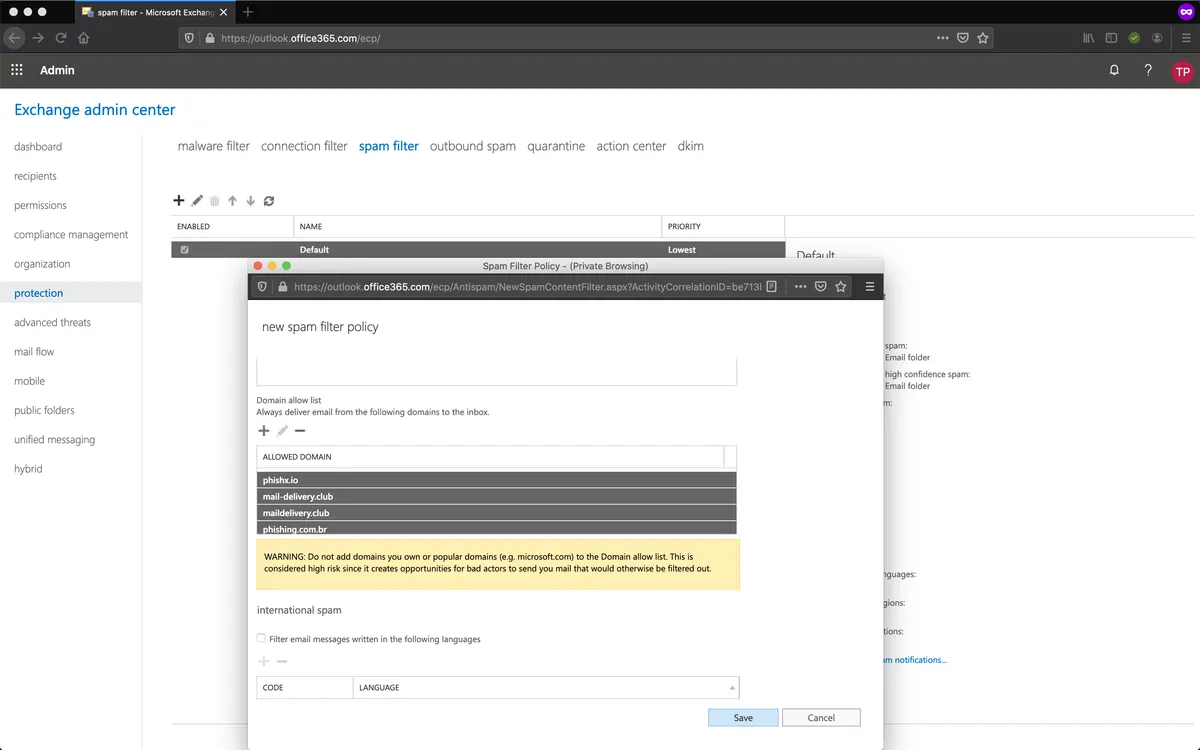 spam filter - Microsoft Exchang
https://outlook.office365.com/ecp/
Admin
?
TP
Exchange admin center
dashboard
recipients
permissions
compliance management
organization
protection
advanced threats
mail flow
mobile
public folders
unified messaging
hybrid
malware filter connection filter spam filter outbound spam quarantine action center dkim
ENABLED NAME PRIORITY
Default Lowest
Default
spam:
Email folder
high confidence spam:
Email folder
m:
nguages:
gions:
tions:
am notifications...
Spam Filter Policy - (Private Browsing)
https://outlook.office365.com/ecp/Antispam/NewSpamContentFilter.aspx?ActivityCorrelationID=be713
new spam filter policy
Domain allow list
Always deliver email from the following domains to the inbox.
ALLOWED DOMAIN
phishx.io
mail-delivery.club
maildelivery.club
phishing.com.br
WARNING: Do not add domains you own or popular domains (e.g. microsoft.com) to the Domain allow list. This is
considered high risk since it creates opportunities for bad actors to send you mail that would otherwise be filtered out.
international spam
Filter email messages written in the following languages
CODE LANGUAGE
Save Cancel